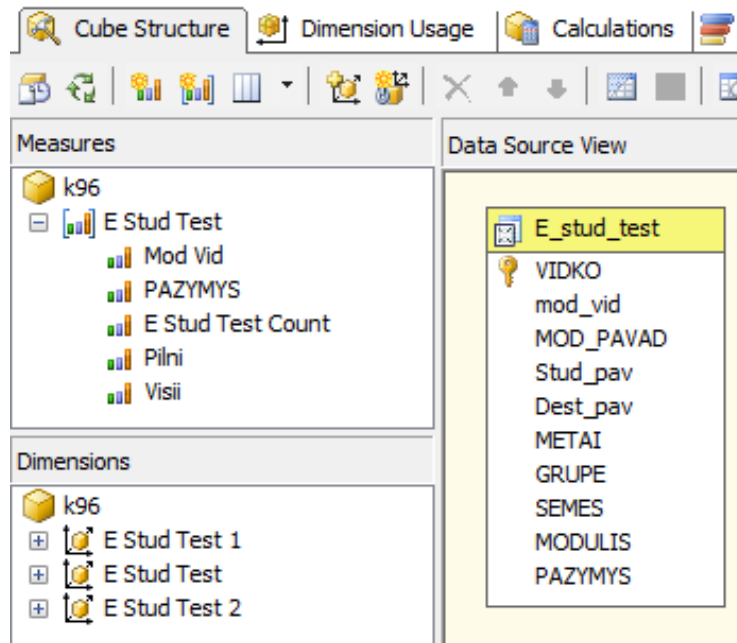 Cube Structure
Dimension Usage
Calculations
Measures
k96
E Stud Test
Mod Vid
PAZYMYS
E Stud Test Count
Pilni
Visii
Dimensions
k96
E Stud Test 1
E Stud Test
E Stud Test 2
Data Source View
E_stud_test
VIDKO
mod_vid
MOD_PAVAD
Stud_pav
Dest_pav
METAI
GRUPE
SEMES
MODULIS
PAZYMYS